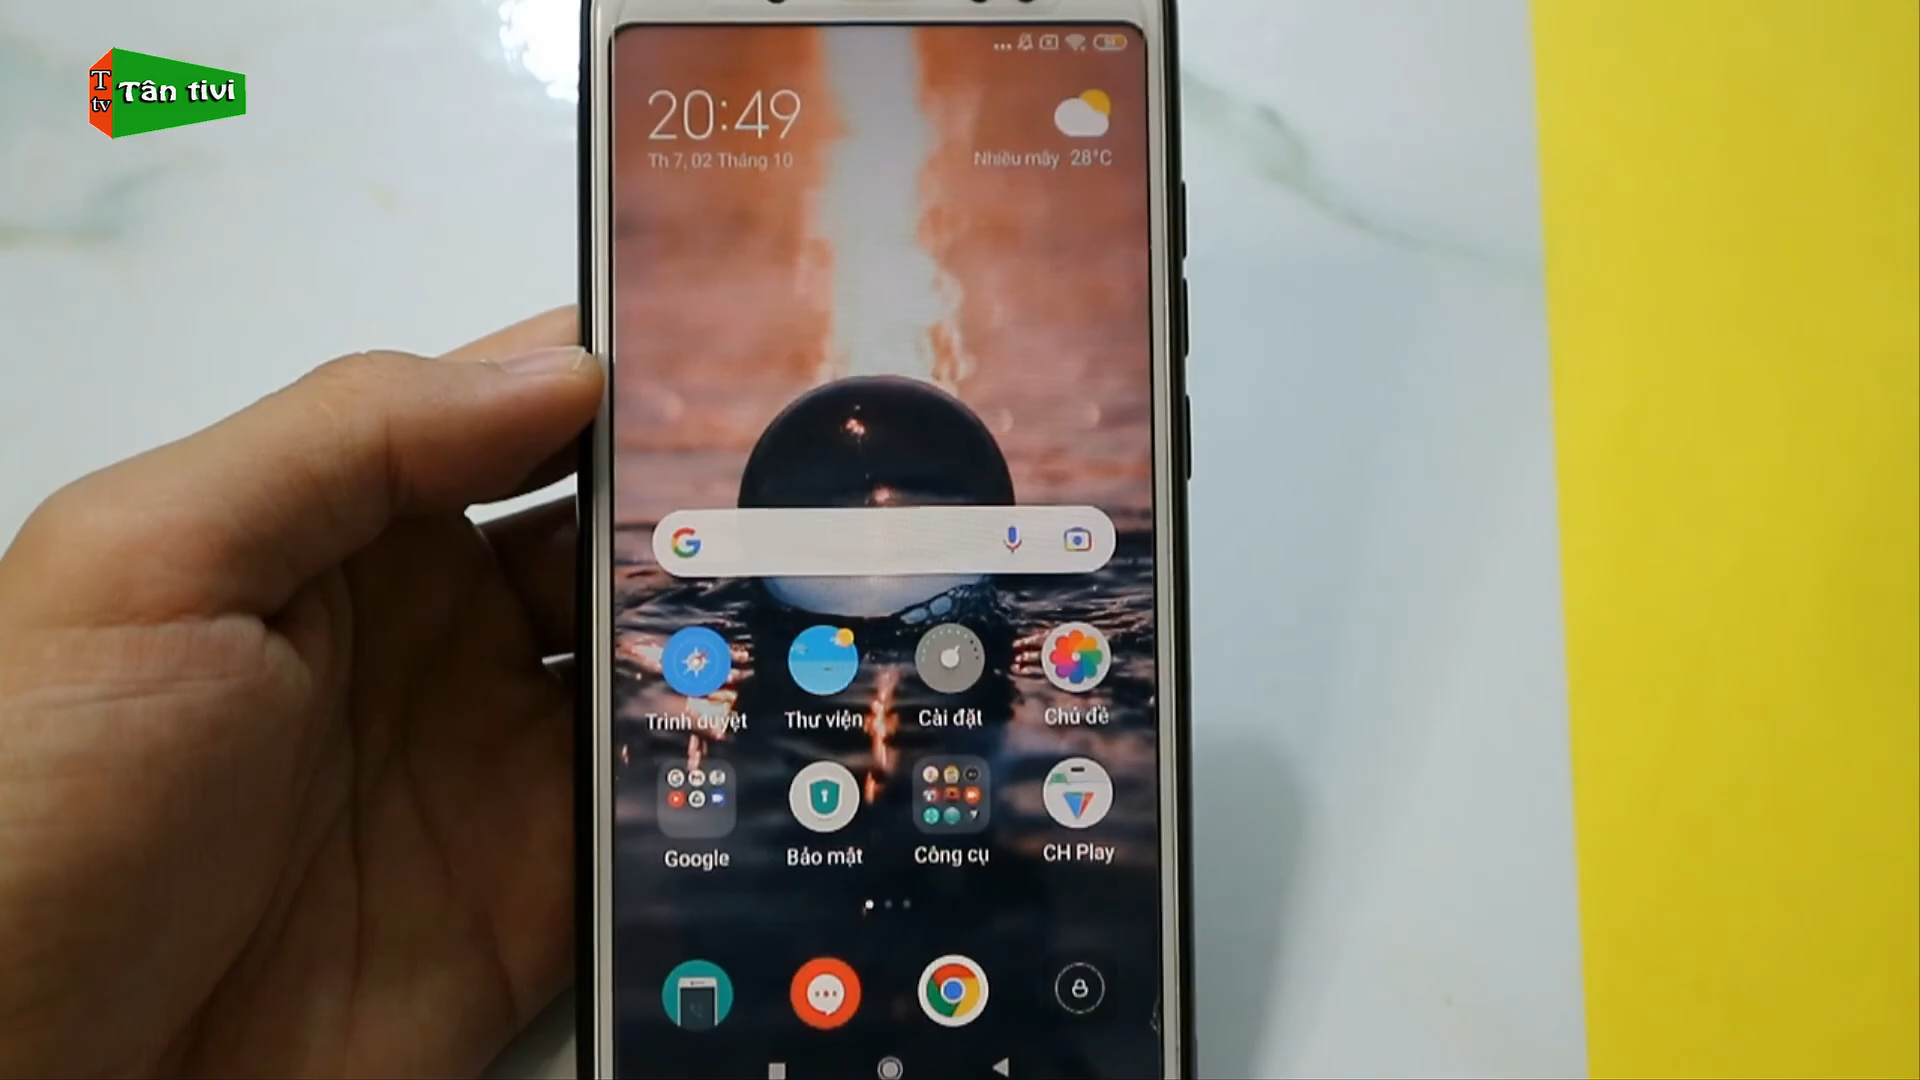 T
tv
Tân tivi
20:49
Th 7, 02 Tháng 10
Nhiều mây 28°C
Trình duyệt
Thư viện
Cài đặt
Chủ đề
Google
Bảo mật
Công cụ
CH Play